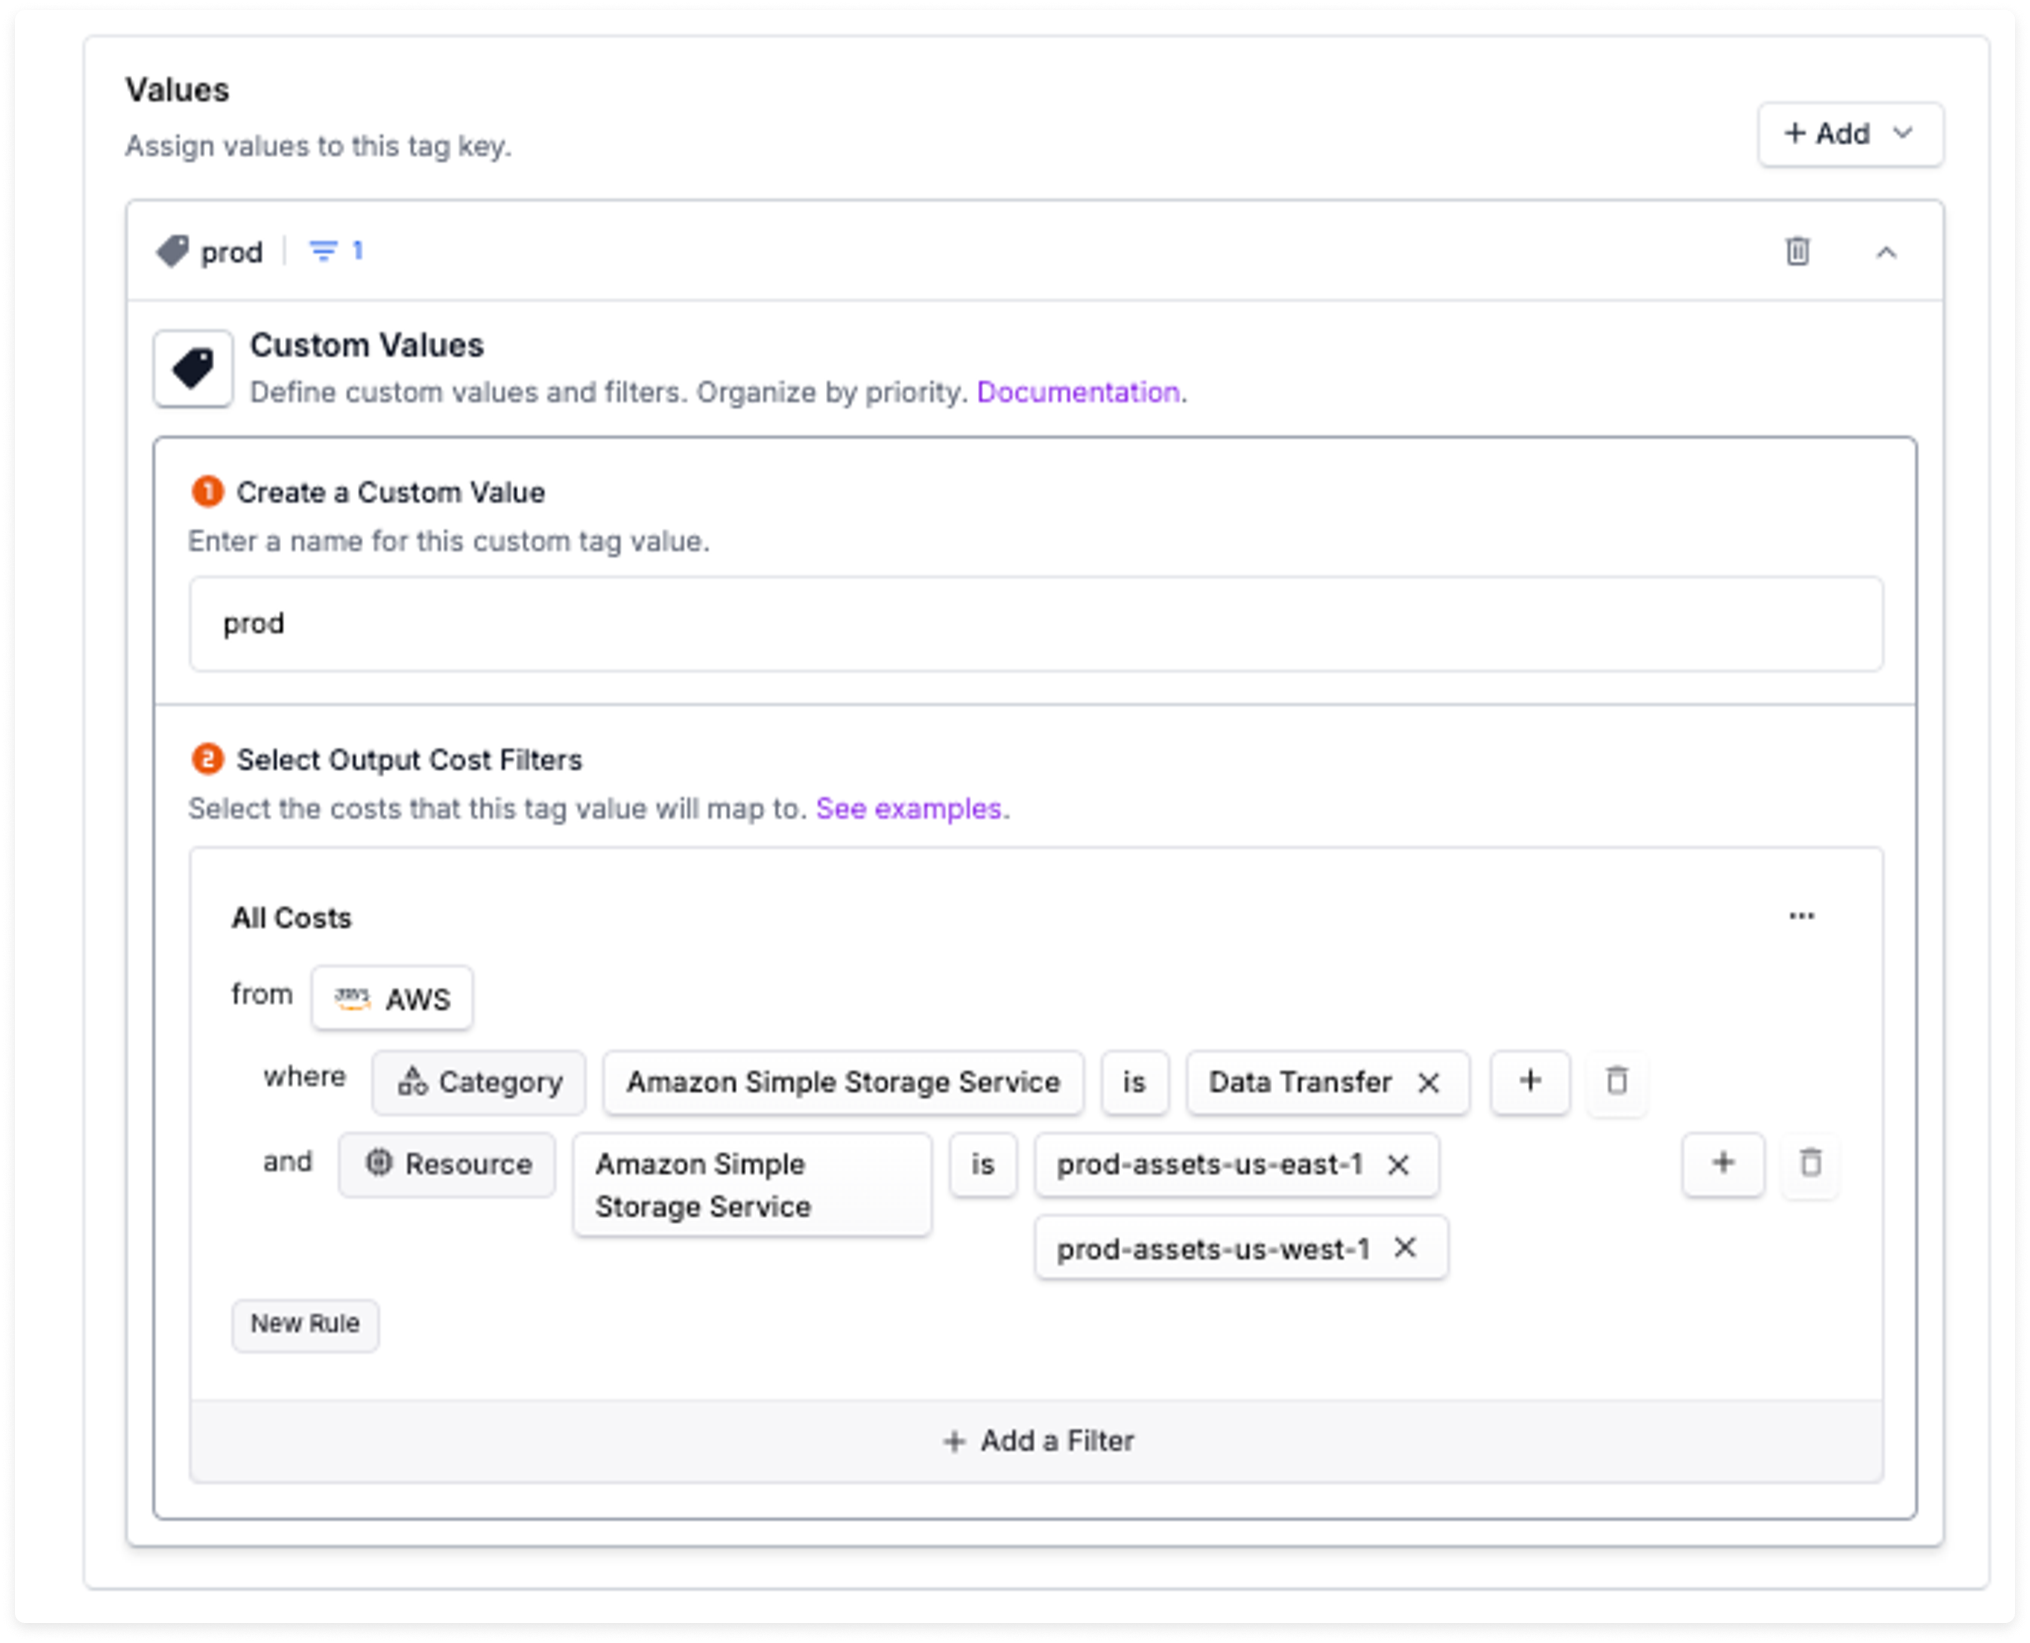 Values
Assign values to this tag key.
+ Add
prod 1
Custom Values
Define custom values and filters. Organize by priority. Documentation.
1 Create a Custom Value
Enter a name for this custom tag value.
prod
2 Select Output Cost Filters
Select the costs that this tag value will map to. See examples.
All Costs ...
from aws AWS
where Category Amazon Simple Storage Service is Data Transfer × +
and Resource Amazon Simple is prod-assets-us-east-1 × +
Storage Service
prod-assets-us-west-1 ×
New Rule
+ Add a Filter